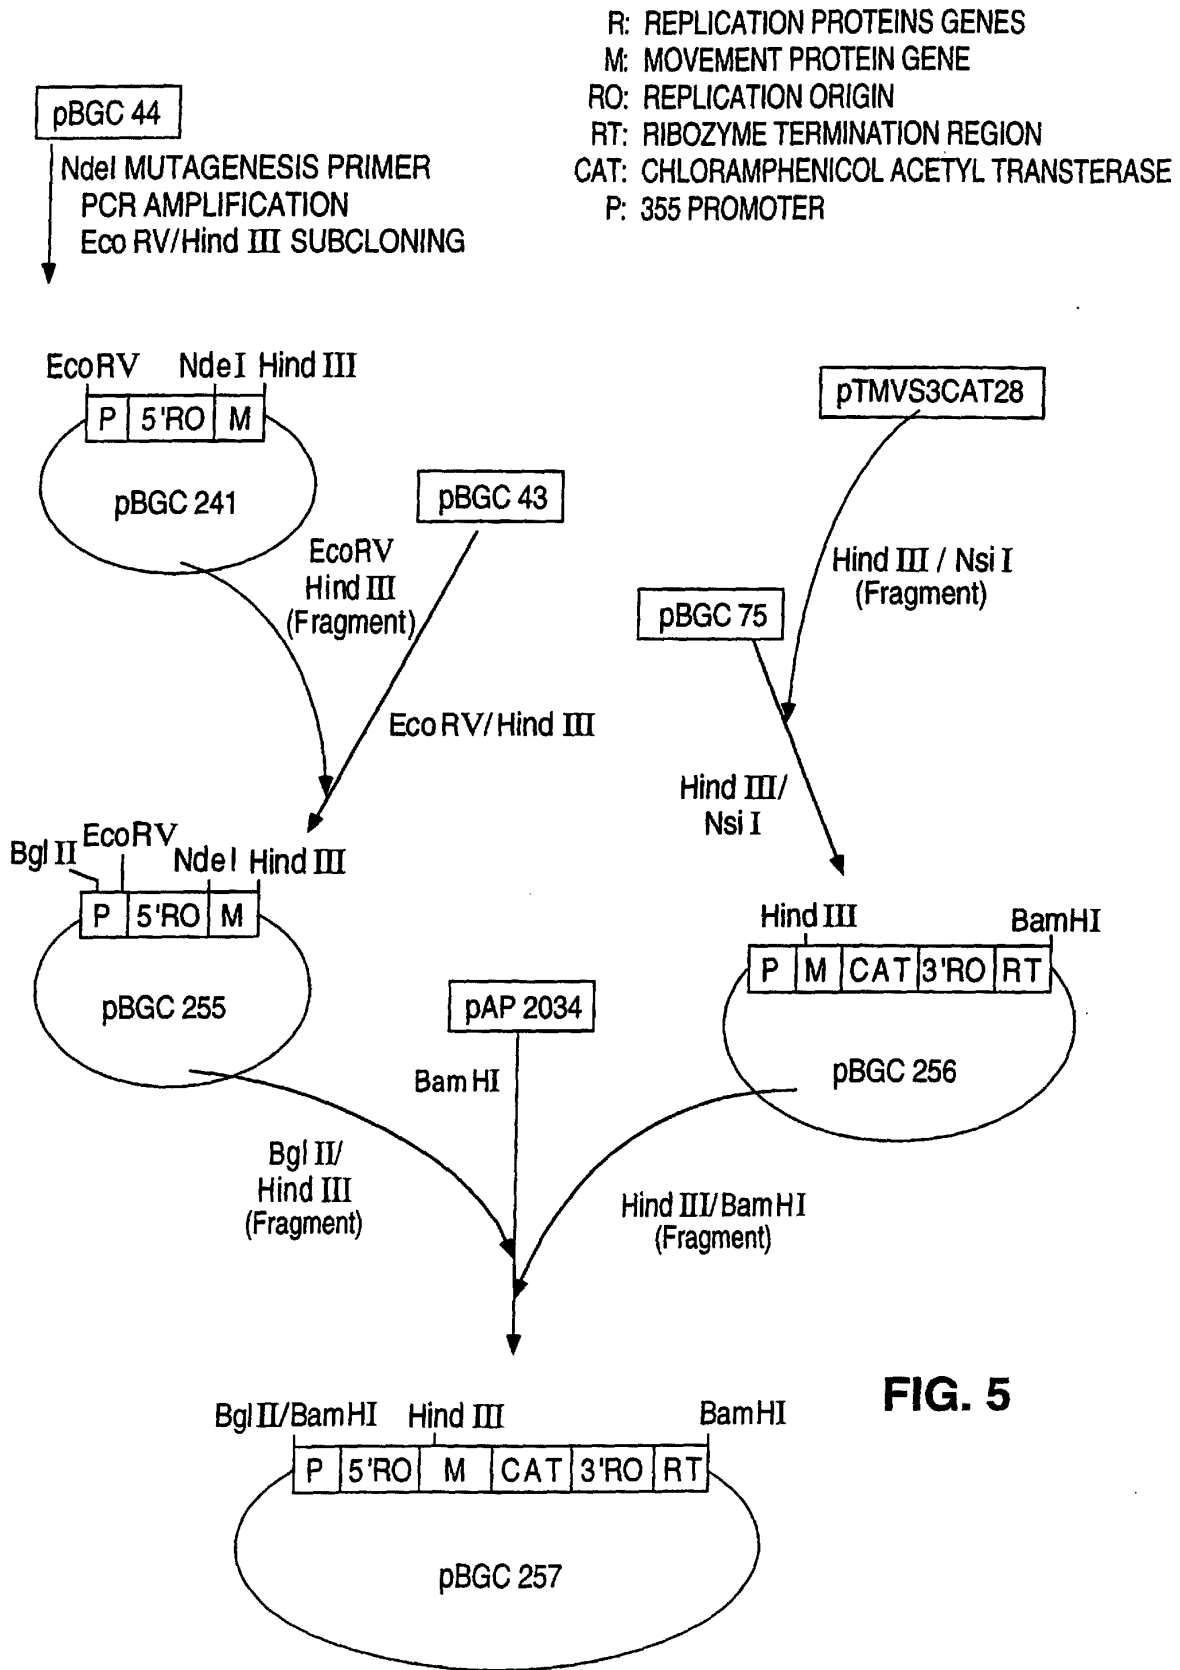 R: REPLICATION PROTEINS GENES
M: MOVEMENT PROTEIN GENE
RO: REPLICATION ORIGIN
RT: RIBOZYME TERMINATION REGION
CAT: CHLORAMPHENICOL ACETYL TRANSTERASE
P: 355 PROMOTER
pBGC 44
NdeI MUTAGENESIS PRIMER
PCR AMPLIFICATION
Eco RV/Hind III SUBCLONING
EcoRV NdeI Hind III
P 5'RO M
pBGC 241
pTMVS3CAT28
pBGC 43
EcoRV
Hind III
(Fragment)
Hind III / Nsi I
(Fragment)
pBGC 75
Eco RV/Hind III
Hind III/
Nsi I
Bgl II EcoRV NdeI Hind III
P 5'RO M
pBGC 255
Hind III BamHI
P M CAT 3'RO RT
pBGC 256
pAP 2034
Bam HI
Bgl II/
Hind III
(Fragment)
Hind III/Bam HI
(Fragment)
FIG. 5
Bgl II/BamHI Hind III BamHI
P 5'RO M CAT 3'RO RT
pBGC 257